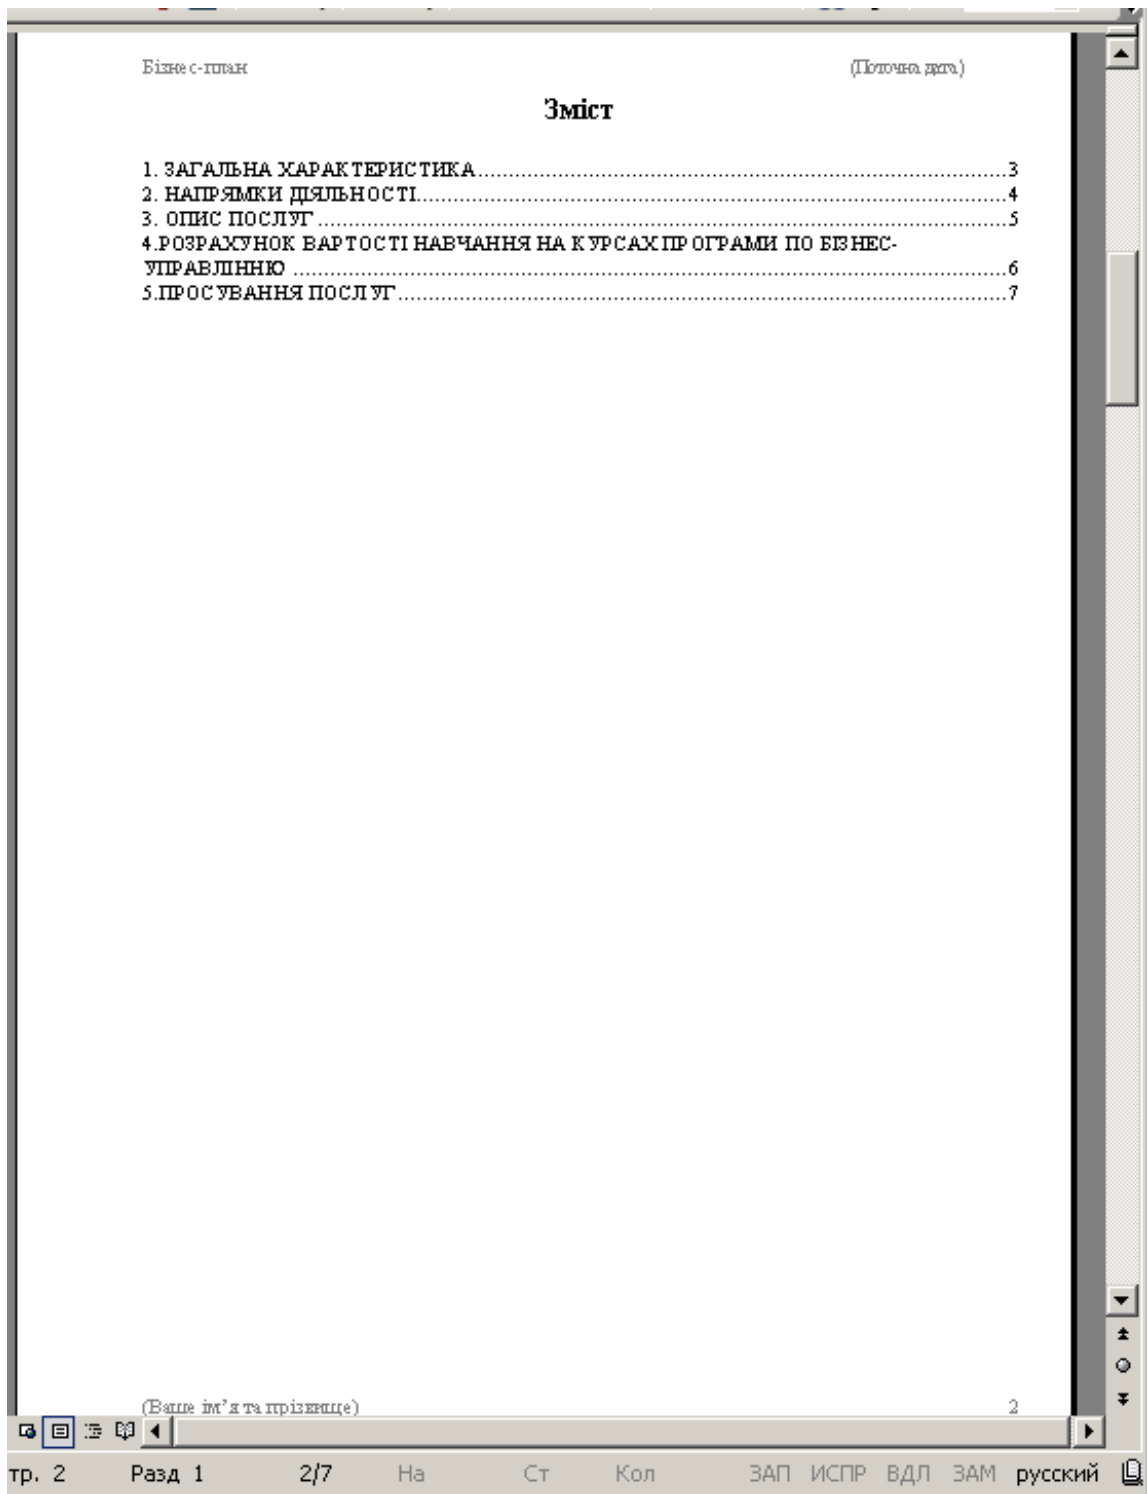 Бізнес-план (Поточна дата)
Зміст
1. ЗАГАЛЬНА ХАРАКТЕРИСТИКА 3
2. НАПРЯМКИ ДІЯЛЬНОСТІ 4
3. ОПИС ПОСЛУГ 5
4.РОЗРАХУНОК ВАРТОСТІ НАВЧАННЯ НА КУРСАХ ПРОГРАМИ ПО БІЗНЕС-
УПРАВЛІННЮ 6
5.ПРОСУВАННЯ ПОСЛУГ 7
(Ваше ім’я та прізвище) 2
тр. 2 Разд 1 2/7 На Ст Кол ЗАП ИСПР ВДЛ ЗАМ русский